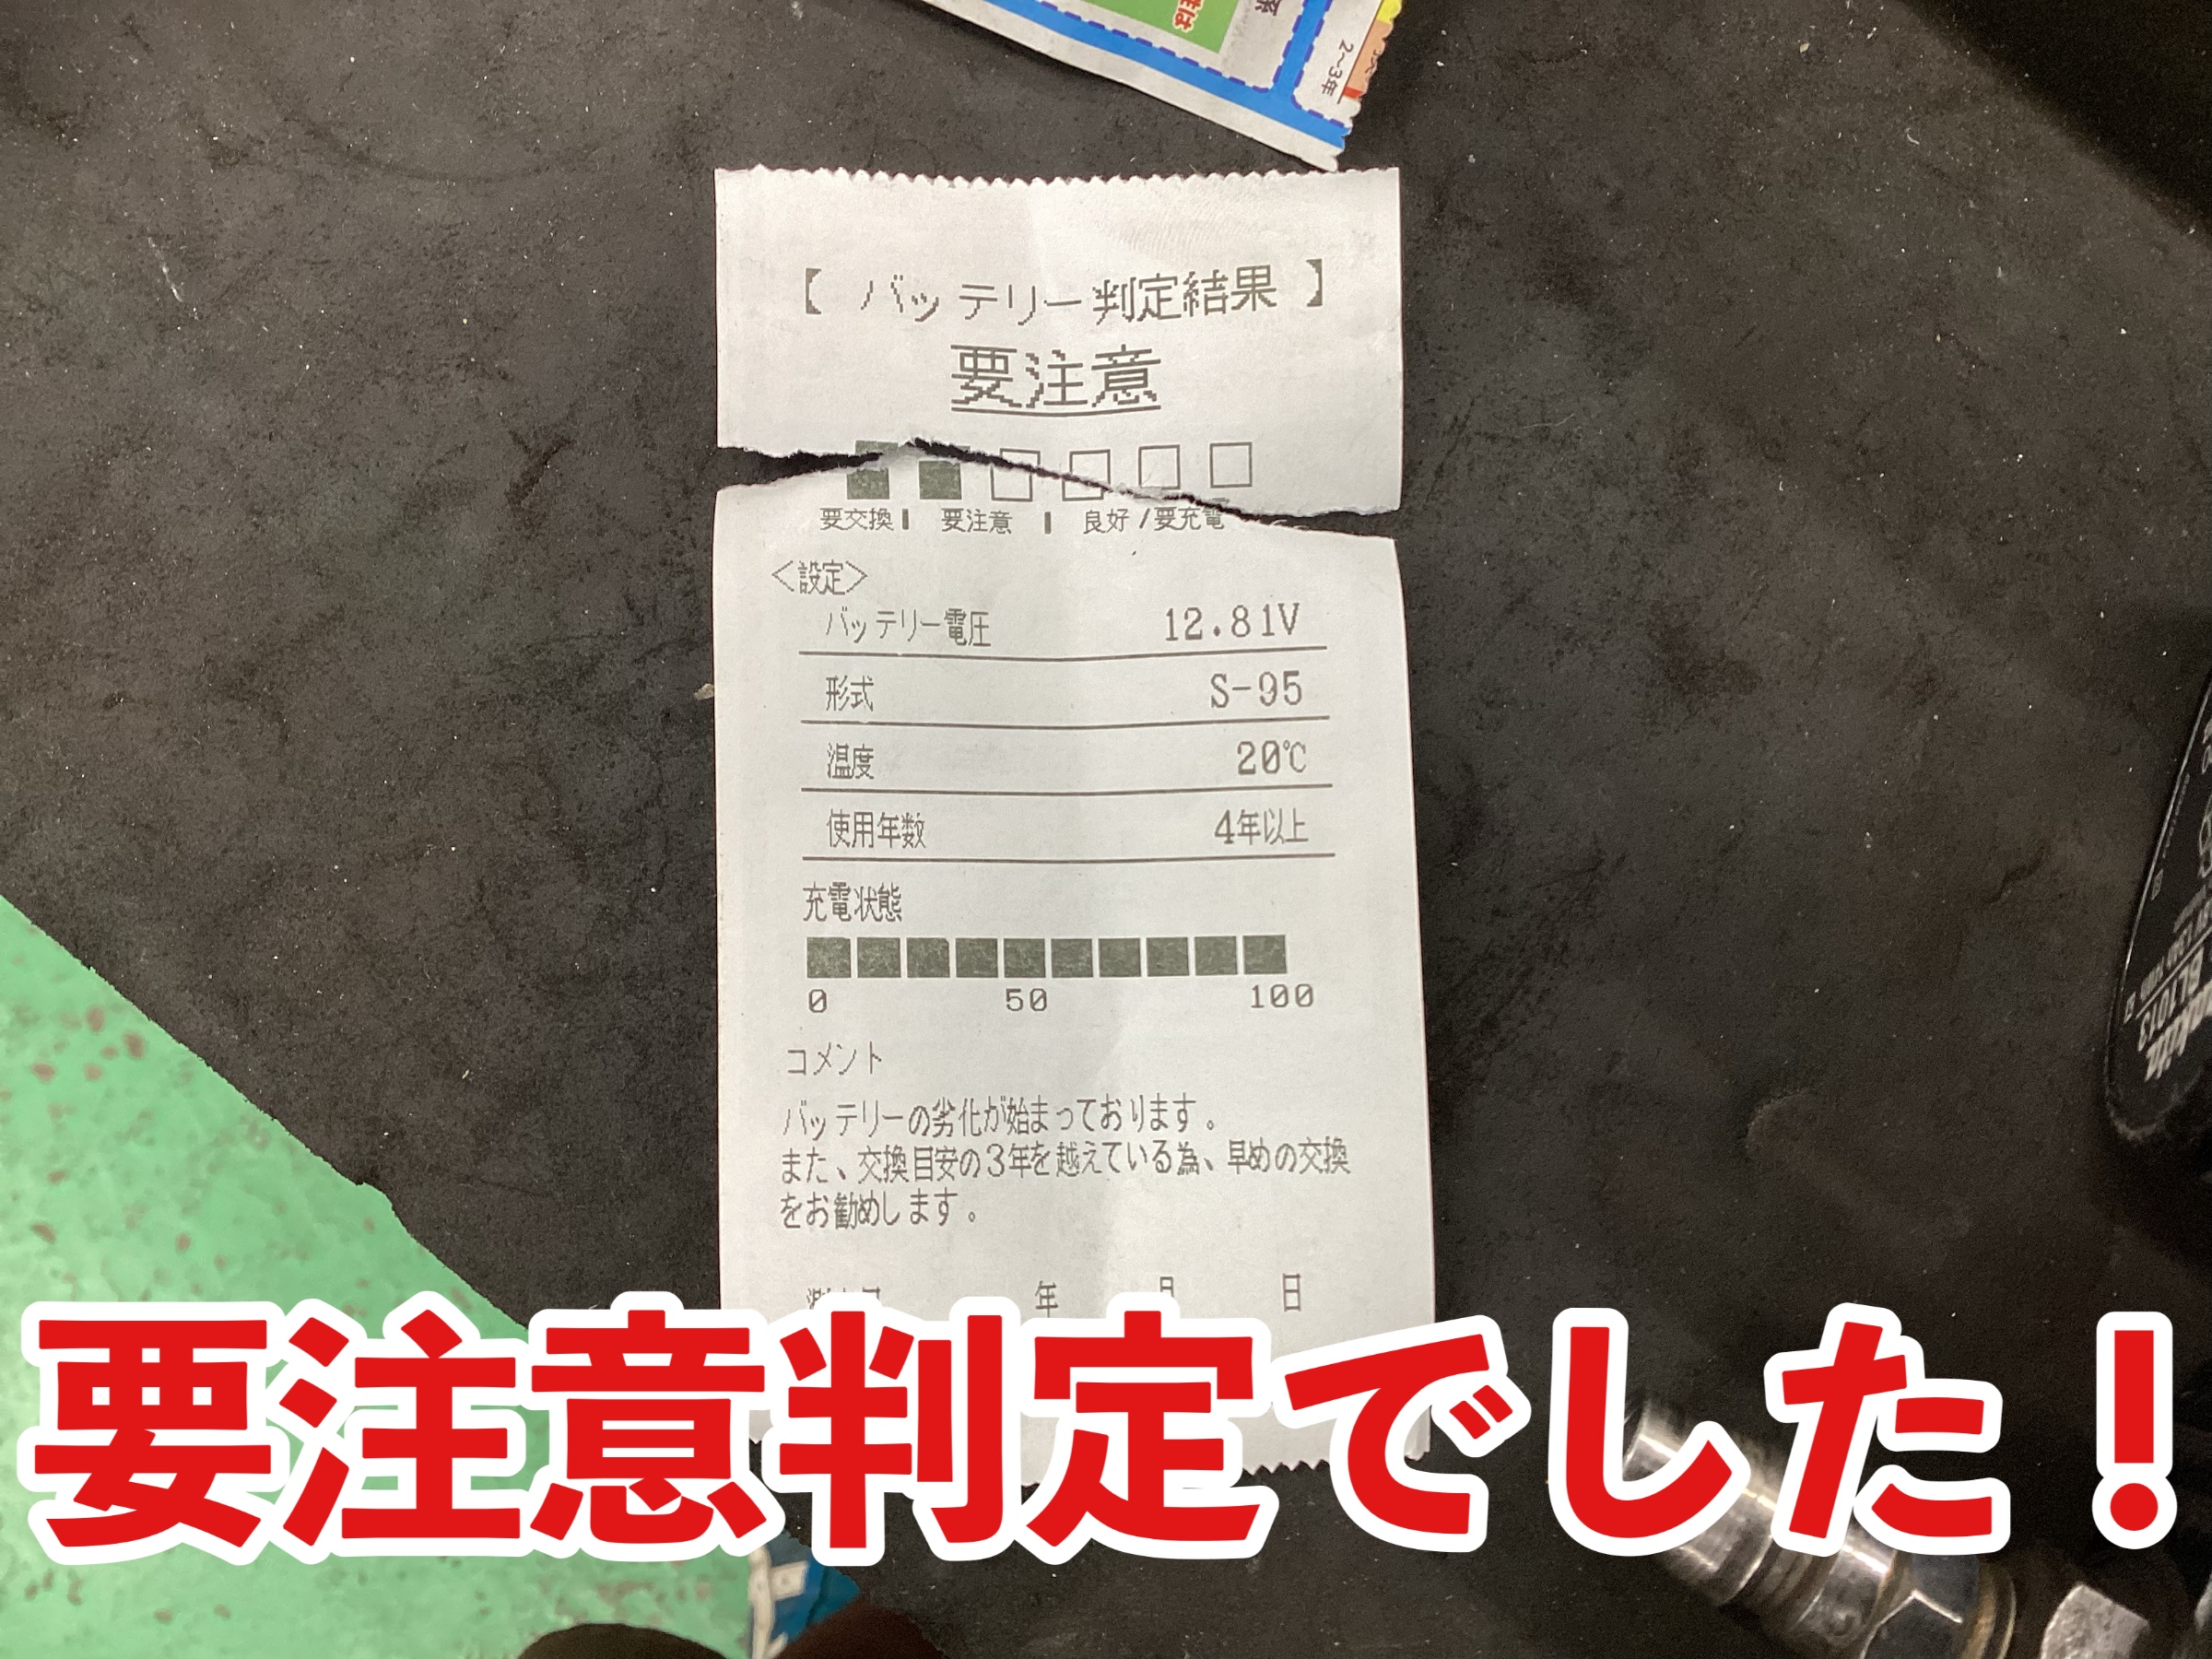 2~3年
【 バッテリー判定結果 】
要注意
要交換 | 要注意 | 良好/要充電
<設定>
バッテリー電圧 12.81V
形式 S-95
温度 20℃
使用年数 4年以上
充電状態
0 50 100
コメント
バッテリーの劣化が始まっております。
また、交換目安の3年を越えている為、早めの交換
をお勧めします。
年 月 日
要注意判定でした!